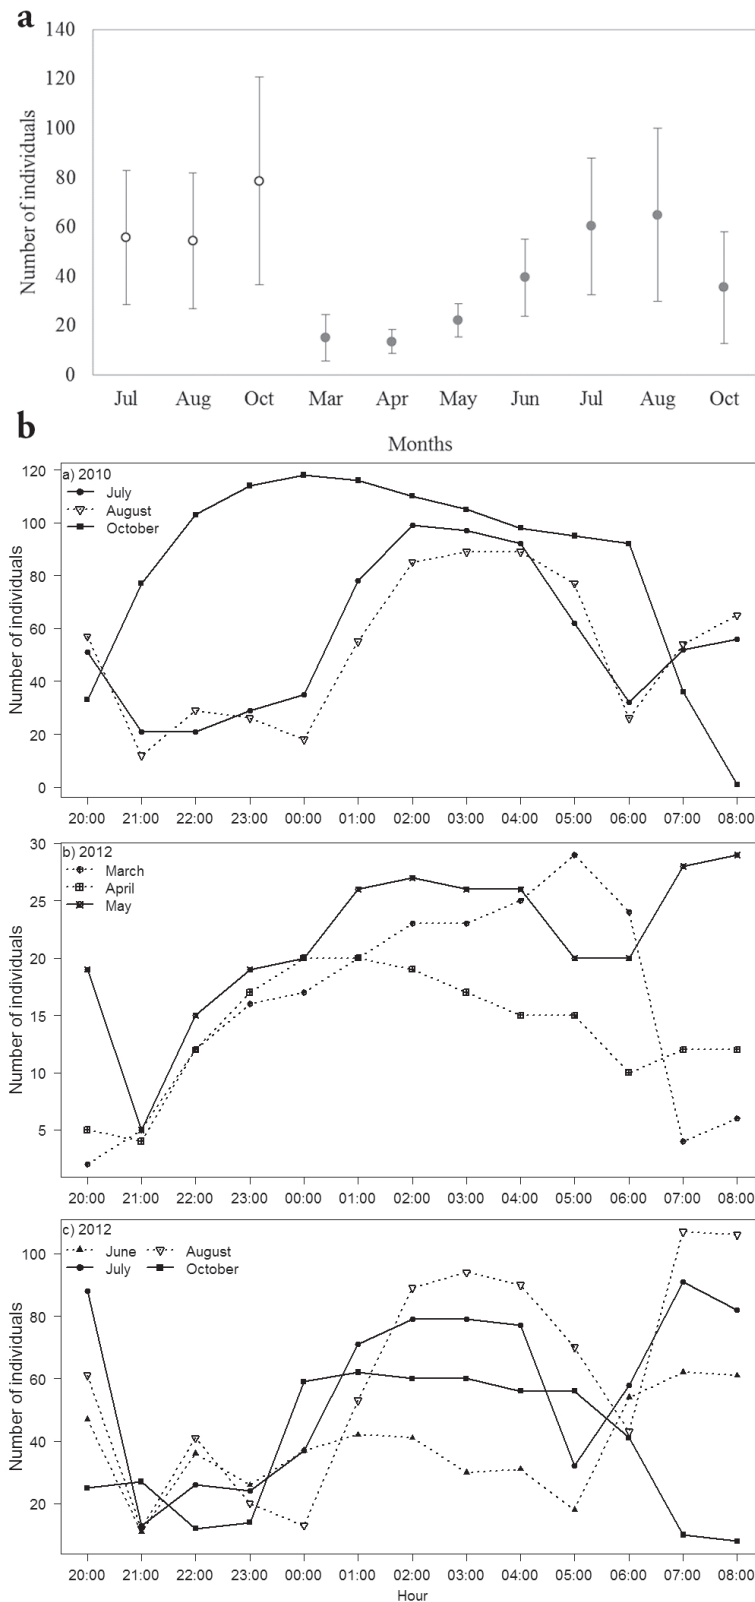 a
140
120
100
80
60
40
20
0
Number of individuals
Jul Aug Oct Mar Apr May Jun Jul Aug Oct
Months
b
a) 2010
July
August
October
120
100
80
60
40
20
0
Number of individuals
20:00 21:00 22:00 23:00 00:00 01:00 02:00 03:00 04:00 05:00 06:00 07:00 08:00
b) 2012
March
April
May
30
25
20
15
10
5
Number of individuals
20:00 21:00 22:00 23:00 00:00 01:00 02:00 03:00 04:00 05:00 06:00 07:00 08:00
c) 2012
June August
July October
100
80
60
40
20
Number of individuals
20:00 21:00 22:00 23:00 00:00 01:00 02:00 03:00 04:00 05:00 06:00 07:00 08:00
Hour